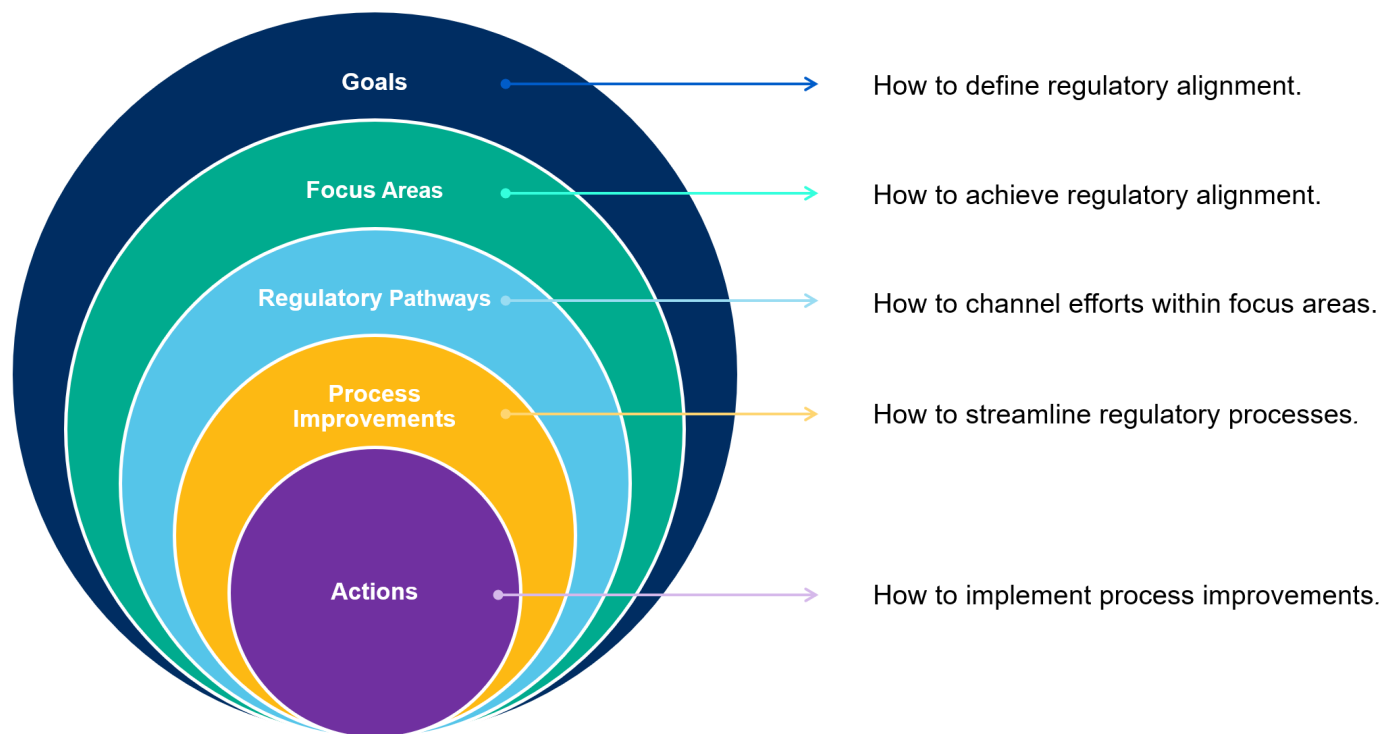 Goals
How to define regulatory alignment.
Focus Areas
How to achieve regulatory alignment.
Regulatory Pathways
How to channel efforts within focus areas.
Process
Improvements
How to streamline regulatory processes.
Actions
How to implement process improvements.